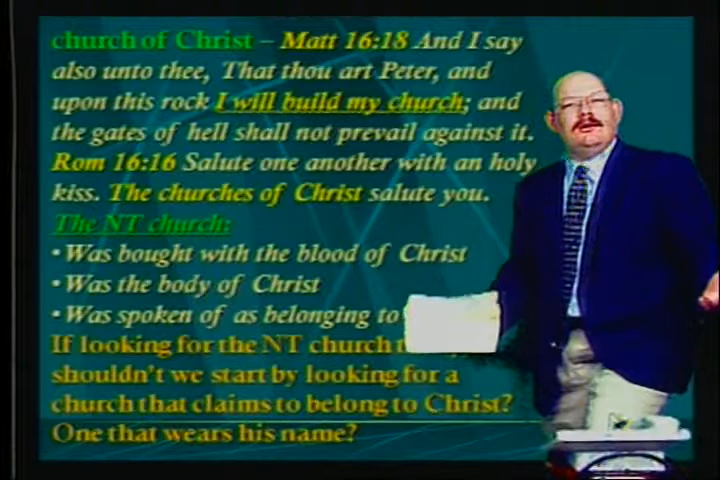 church of Christ – Matt 16:18 And I say
also unto thee, That thou art Peter, and
upon this rock I will build my church; and
the gates of hell shall not prevail against it.
Rom 16:16 Salute one another with an holy
kiss. The churches of Christ salute you.
The NT church:
• Was bought with the blood of Christ
• Was the body of Christ
• Was spoken of as belonging to
If looking for the NT church
shouldn't we start by looking for a
church that claims to belong to Christ?
One that wears his name?